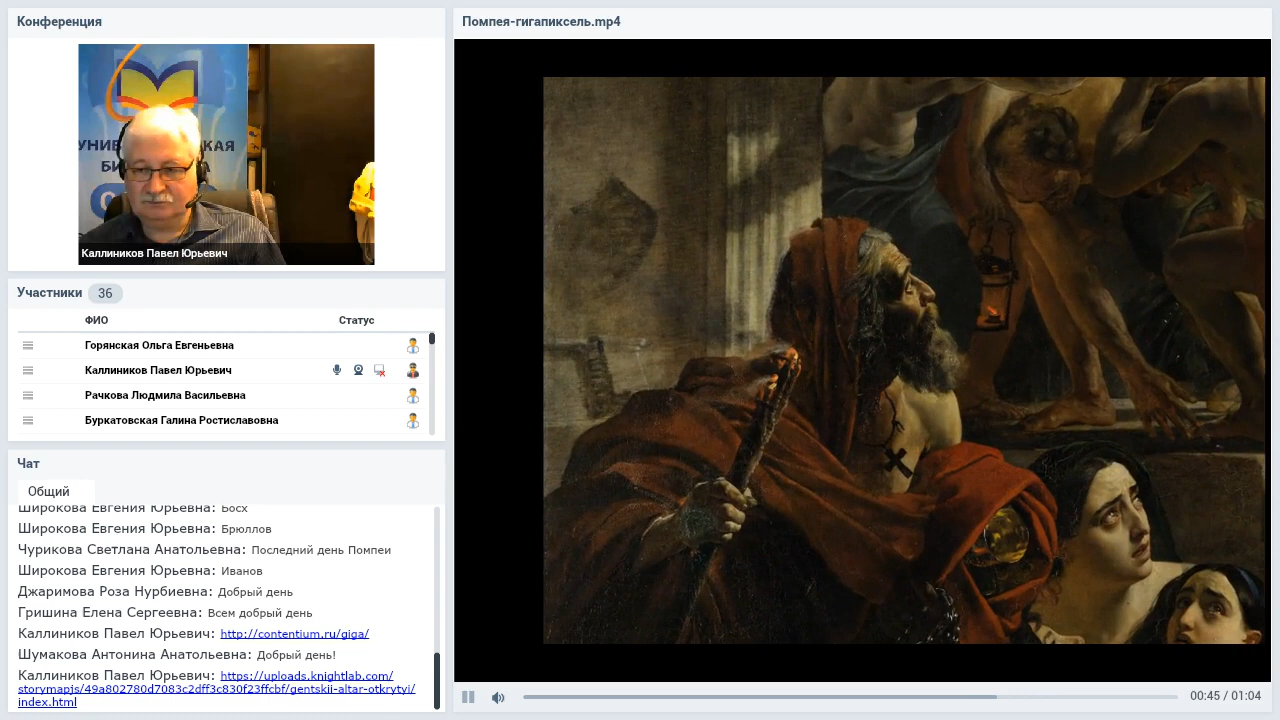 Конференция
Каллиников Павел Юрьевич
Участники 36
ФИО Статус
Горянская Ольга Евгеньевна
Каллиников Павел Юрьевич
Рачкова Людмила Васильевна
Буркатовская Галина Ростиславовна
Чат
Общий
Широкова Евгения Юрьевна: Босх
Широкова Евгения Юрьевна: Брюллов
Чурикова Светлана Анатольевна: Последний день Помпеи
Широкова Евгения Юрьевна: Иванов
Джаримова Роза Нурбиевна: Добрый день
Гришина Елена Сергеевна: Всем добрый день
Каллиников Павел Юрьевич: http://contentium.ru/giga/
Шумакова Антонина Анатольевна: Добрый день!
Каллиников Павел Юрьевич: https://uploads.knightlab.com/
storymapjs/49a802780d7083c2dff3c830f23ffcbf/gentskii-altar-otkrytyi/
index.html
Помпея-гигапиксель.mp4
00:45 / 01:04